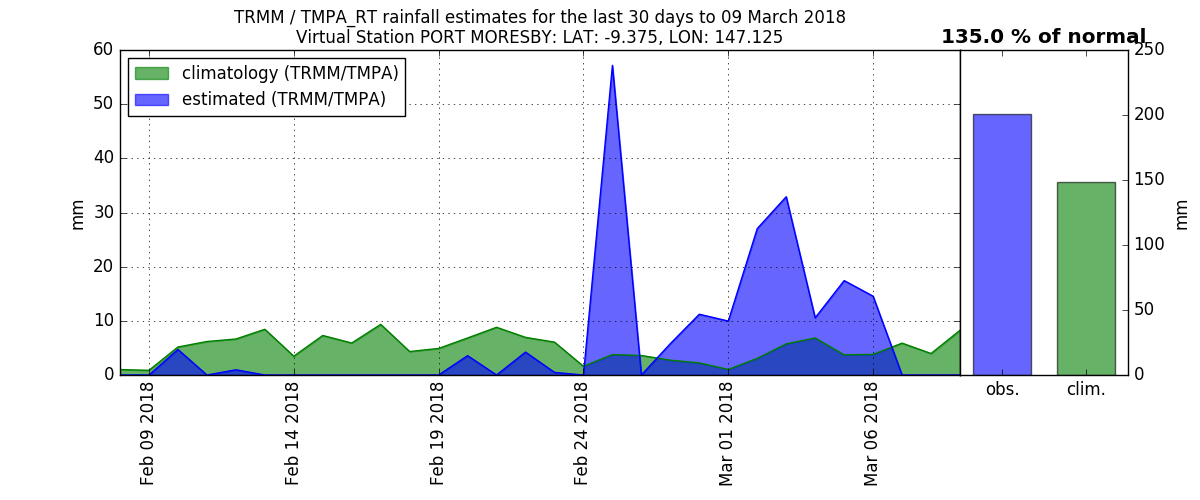 TRMM / TMPA_RT rainfall estimates for the last 30 days to 09 March 2018
Virtual Station PORT MORESBY: LAT: -9.375, LON: 147.125
135.0 % of normal
climatology (TRMM/TMPA)
estimated (TRMM/TMPA)
60
50
40
30
20
10
0
mm
Feb 09 2018
Feb 14 2018
Feb 19 2018
Feb 24 2018
Mar 01 2018
Mar 06 2018
250
200
150
100
50
0
mm
obs.
clim.